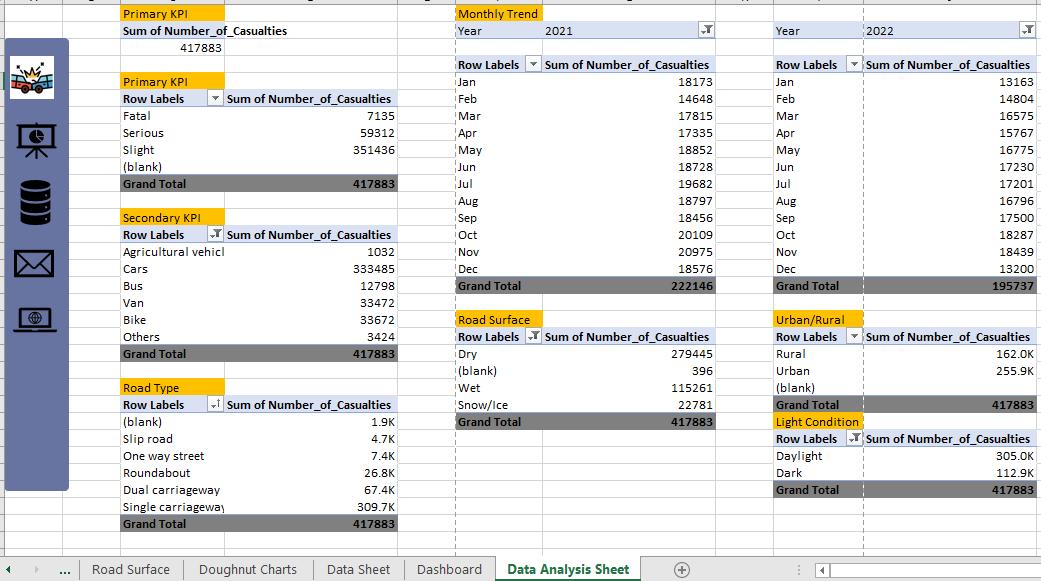 Primary KPI
Sum of Number_of_Casualties
417883
Primary KPI
Row Labels Sum of Number_of_Casualties
Fatal 7135
Serious 59312
Slight 351436
(blank)
Grand Total 417883
Secondary KPI
Row Labels Sum of Number_of_Casualties
Agricultural vehicl 1032
Cars 333485
Bus 12798
Van 33472
Bike 33672
Others 3424
Grand Total 417883
Road Type
Row Labels Sum of Number_of_Casualties
(blank) 1.9K
Slip road 4.7K
One way street 7.4K
Roundabout 26.8K
Dual carriageway 67.4K
Single carriageway 309.7K
Grand Total 417883
Monthly Trend
Year 2021
Row Labels Sum of Number_of_Casualties
Jan 18173
Feb 14648
Mar 17815
Apr 17335
May 18852
Jun 18728
Jul 19682
Aug 18797
Sep 18456
Oct 20109
Nov 20975
Dec 18576
Grand Total 222146
Road Surface
Row Labels Sum of Number_of_Casualties
Dry 279445
(blank) 396
Wet 115261
Snow/Ice 22781
Grand Total 417883
Year 2022
Row Labels Sum of Number_of_Casualties
Jan 13163
Feb 14804
Mar 16575
Apr 15767
May 16775
Jun 17230
Jul 17201
Aug 16796
Sep 17500
Oct 18287
Nov 18439
Dec 13200
Grand Total 195737
Urban/Rural
Row Labels Sum of Number_of_Casualties
Rural 162.0K
Urban 255.9K
(blank)
Grand Total 417883
Light Condition
Row Labels Sum of Number_of_Casualties
Daylight 305.0K
Dark 112.9K
Grand Total 417883
... Road Surface Doughnut Charts Data Sheet Dashboard Data Analysis Sheet